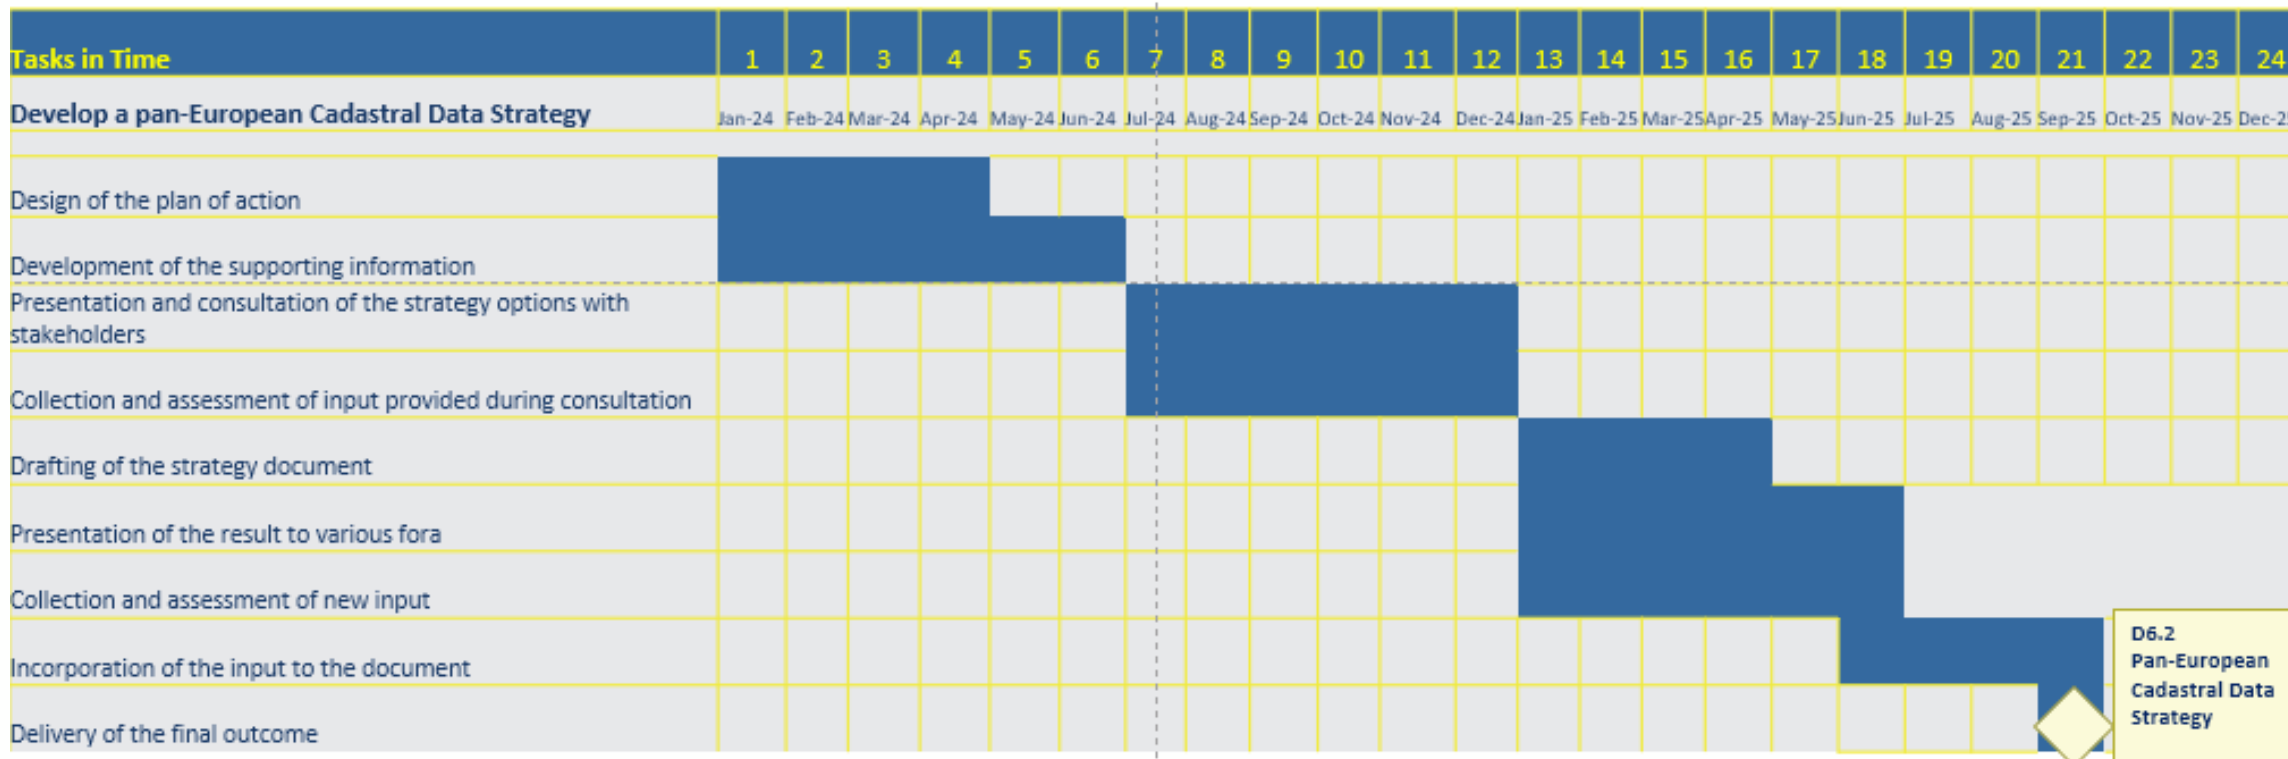 Tasks in Time 1 2 3 4 5 6 7 8 9 10 11 12 13 14 15 16 17 18 19 20 21 22 23 24
Develop a pan-European Cadastral Data Strategy Jan-24 Feb-24 Mar-24 Apr-24 May-24 Jun-24 Jul-24 Aug-24 Sep-24 Oct-24 Nov-24 Dec-24 Jan-25 Feb-25 Mar-25 Apr-25 May-25 Jun-25 Jul-25 Aug-25 Sep-25 Oct-25 Nov-25 Dec-2
Design of the plan of action
Development of the supporting information
Presentation and consultation of the strategy options with
stakeholders
Collection and assessment of input provided during consultation
Drafting of the strategy document
Presentation of the result to various fora
Collection and assessment of new input
Incorporation of the input to the document
Delivery of the final outcome
D6.2
Pan-European
Cadastral Data
Strategy